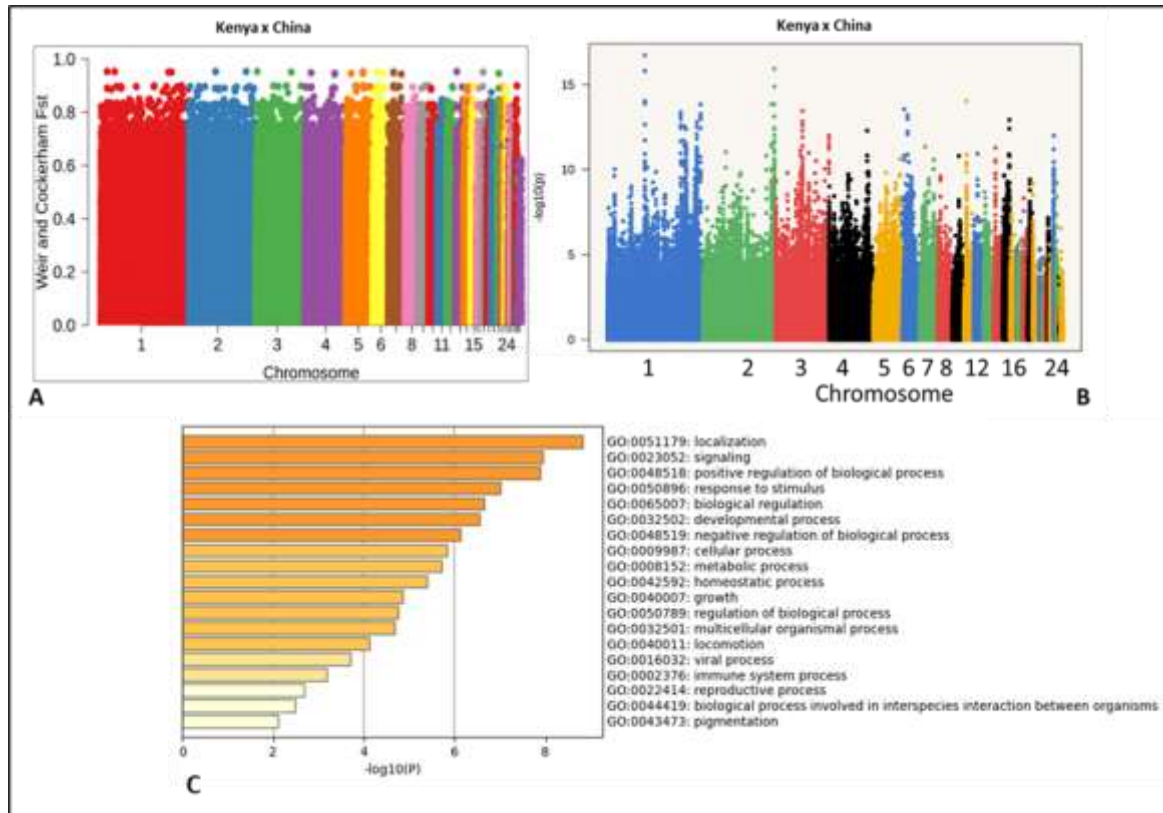 Kenya x China
Weir and Cockerham Fst
1.0
0.8
0.6
0.4
0.2
0.0
1 2 3 4 5 6 8 11 15 24
Chromosome
A
Kenya x China
-log10(p)
15
10
5
0
1 2 3 4 5 6 7 8 12 16 24
Chromosome
B
GO:0051179: localization
GO:0023052: signaling
GO:0048518: positive regulation of biological process
GO:0050896: response to stimulus
GO:0065007: biological regulation
GO:0032502: developmental process
GO:0048519: negative regulation of biological process
GO:0009987: cellular process
GO:0008152: metabolic process
GO:0042592: homeostatic process
GO:0040007: growth
GO:0050789: regulation of biological process
GO:0032501: multicellular organismal process
GO:0040011: locomotion
GO:0016032: viral process
GO:0002376: immune system process
GO:0022414: reproductive process
GO:0044419: biological process involved in interspecies interaction between organisms
GO:0043473: pigmentation
0 2 4 6 8
-log10(P)
C